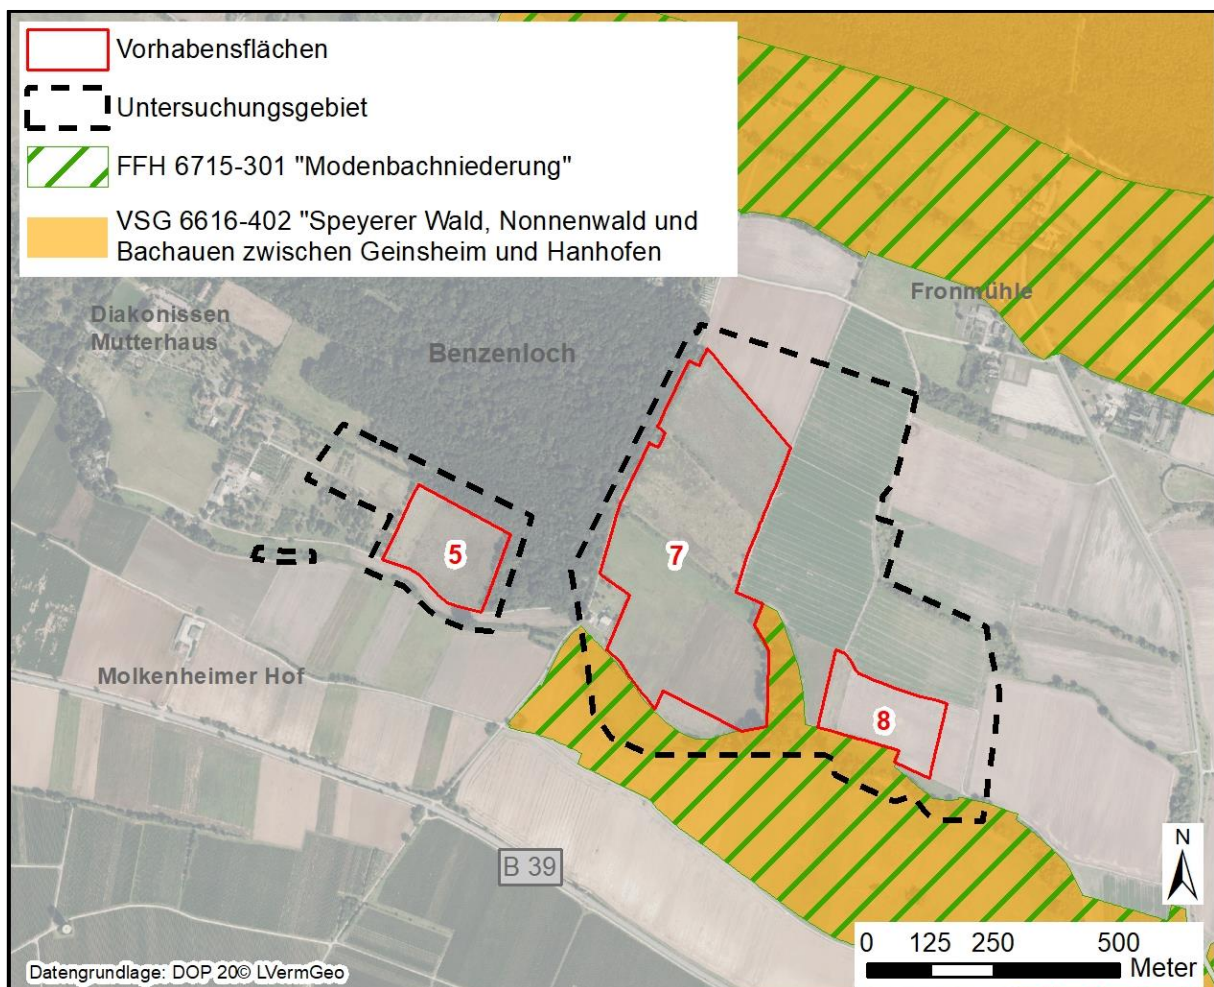 Vorhabensflächen
Untersuchungsgebiet
FFH 6715-301 "Modenbachniederung"
VSG 6616-402 "Speyerer Wald, Nonnenwald und
Bachauen zwischen Geinsheim und Hanhofen
Fronmühle
Diakonissen
Mutterhaus
Benzenloch
5
7
Molkenheimer Hof
8
B 39
N
0 125 250 500
Meter
Datengrundlage: DOP 20© LVermGeo